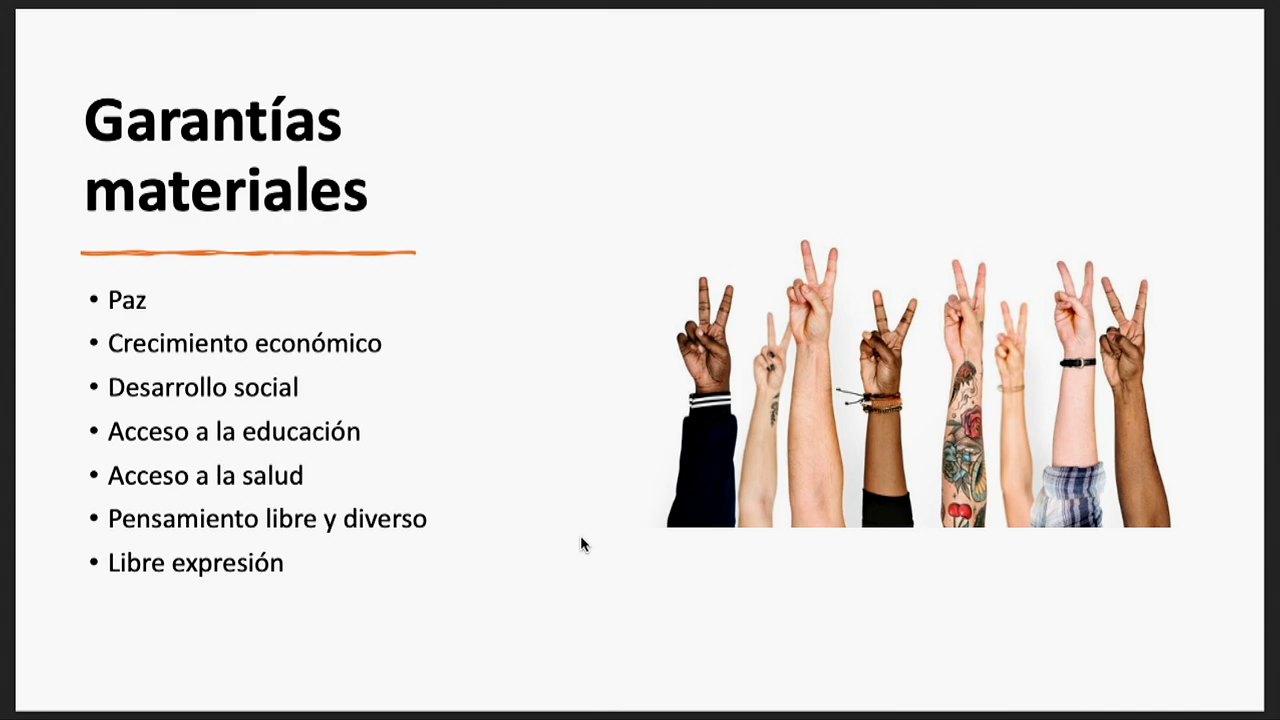 Garantías
materiales
• Paz
• Crecimiento económico
• Desarrollo social
• Acceso a la educación
• Acceso a la salud
• Pensamiento libre y diverso
• Libre expresión